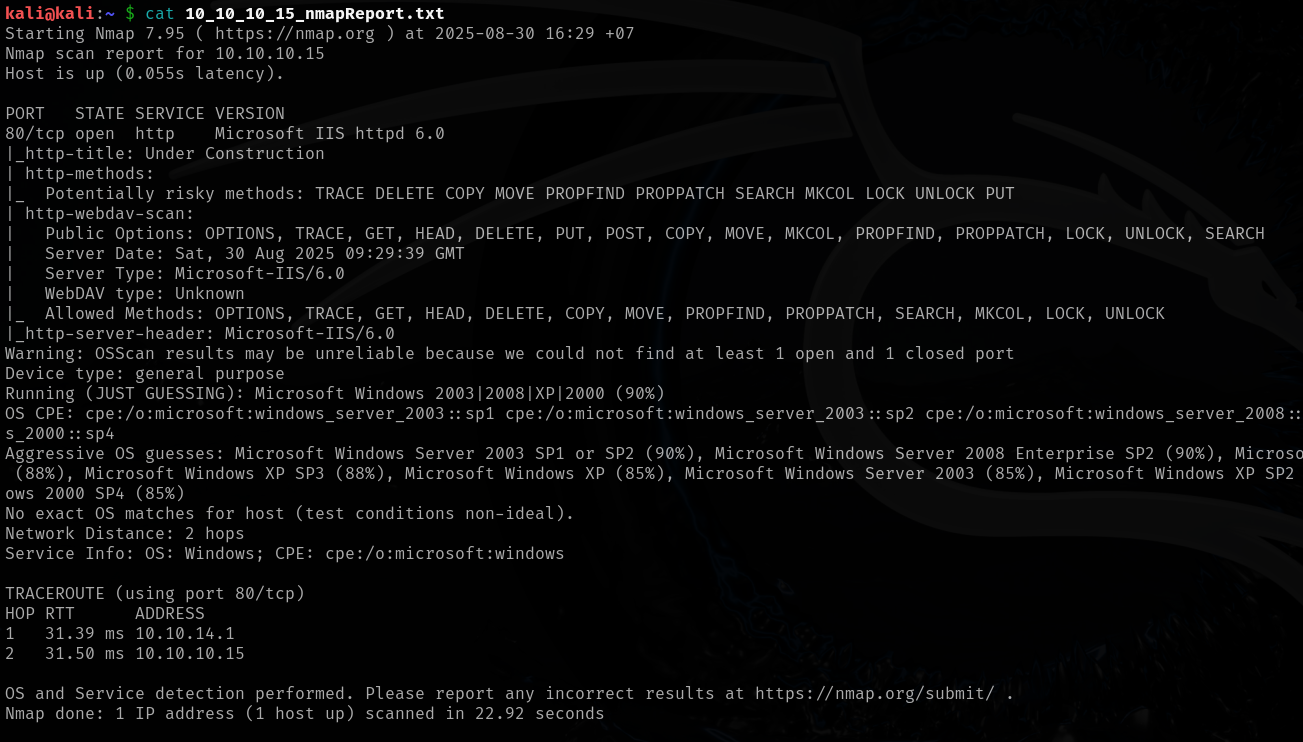 kali@kali:~ $ cat 10_10_10_15_nmapReport.txt
Starting Nmap 7.95 ( https://nmap.org ) at 2025-08-30 16:29 +07
Nmap scan report for 10.10.10.15
Host is up (0.055s latency).
PORT   STATE SERVICE VERSION
80/tcp open  http    Microsoft IIS httpd 6.0
|_http-title: Under Construction
| http-methods:
|_  Potentially risky methods: TRACE DELETE COPY MOVE PROPFIND PROPPATCH SEARCH MKCOL LOCK UNLOCK PUT
| http-webdav-scan:
|   Public Options: OPTIONS, TRACE, GET, HEAD, DELETE, PUT, POST, COPY, MOVE, MKCOL, PROPFIND, PROPPATCH, LOCK, UNLOCK, SEARCH
|   Server Date: Sat, 30 Aug 2025 09:29:39 GMT
|   Server Type: Microsoft-IIS/6.0
|   WebDAV type: Unknown
|_  Allowed Methods: OPTIONS, TRACE, GET, HEAD, DELETE, COPY, MOVE, PROPFIND, PROPPATCH, SEARCH, MKCOL, LOCK, UNLOCK
|_http-server-header: Microsoft-IIS/6.0
Warning: OSScan results may be unreliable because we could not find at least 1 open and 1 closed port
Device type: general purpose
Running (JUST GUESSING): Microsoft Windows 2003|2008|XP|2000 (90%)
OS CPE: cpe:/o:microsoft:windows_server_2003::sp1 cpe:/o:microsoft:windows_server_2003::sp2 cpe:/o:microsoft:windows_server_2008::
s_2000::sp4
Aggressive OS guesses: Microsoft Windows Server 2003 SP1 or SP2 (90%), Microsoft Windows Server 2008 Enterprise SP2 (90%), Microso
 (88%), Microsoft Windows XP SP3 (88%), Microsoft Windows XP (85%), Microsoft Windows Server 2003 (85%), Microsoft Windows XP SP2
ows 2000 SP4 (85%)
No exact OS matches for host (test conditions non-ideal).
Network Distance: 2 hops
Service Info: OS: Windows; CPE: cpe:/o:microsoft:windows
TRACEROUTE (using port 80/tcp)
HOP RTT      ADDRESS
1   31.39 ms 10.10.14.1
2   31.50 ms 10.10.10.15
OS and Service detection performed. Please report any incorrect results at https://nmap.org/submit/ .
Nmap done: 1 IP address (1 host up) scanned in 22.92 seconds